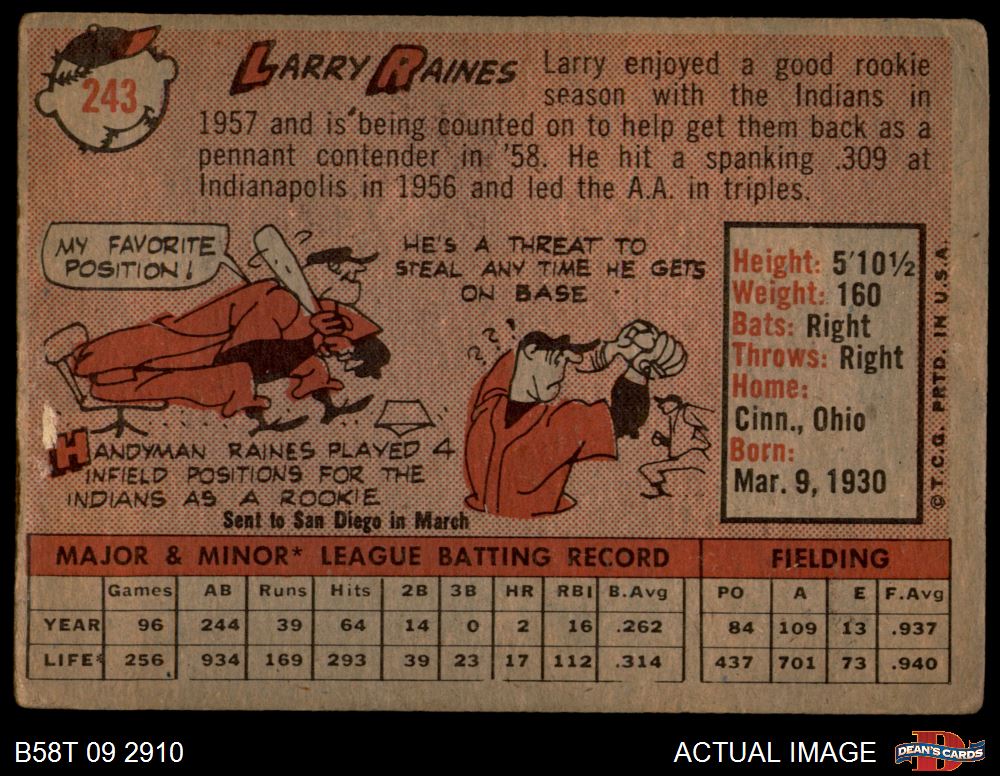 243
LARRY RAINES
Larry enjoyed a good rookie
season with the Indians in
1957 and is being counted on to help get them back as a
pennant contender in '58. He hit a spanking .309 at
Indianapolis in 1956 and led the A.A. in triples.
MY FAVORITE
POSITION!
HE'S A THREAT TO
STEAL ANY TIME HE GETS
ON BASE
? ? !
HANDYMAN RAINES PLAYED 4
INFIELD POSITIONS FOR THE
INDIANS AS A ROOKIE
Sent to San Diego in March
Height: 5'10½
Weight: 160
Bats: Right
Throws: Right
Home:
Cinn., Ohio
Born:
Mar. 9, 1930
© T.C.G. PRTD. IN U.S.A.
MAJOR & MINOR* LEAGUE BATTING RECORD FIELDING
Games AB Runs Hits 2B 3B HR RBI B.Avg PO A E F.Avg
YEAR 96 244 39 64 14 0 2 16 .262 84 109 13 .937
LIFE* 256 934 169 293 39 23 17 112 .314 437 701 73 .940
B58T 09 2910
ACTUAL IMAGE
D
DEAN'S CARDS